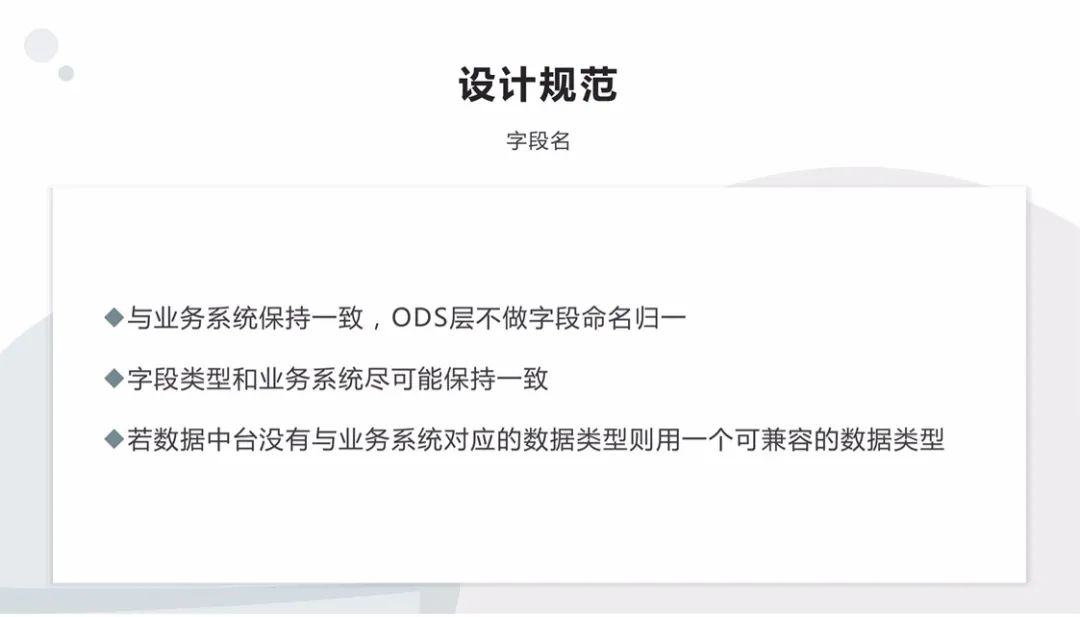 设计规范
字段名
◆与业务系统保持一致，ODS层不做字段命名归一
◆字段类型和业务系统尽可能保持一致
◆若数据中台没有与业务系统对应的数据类型则用一个可兼容的数据类型